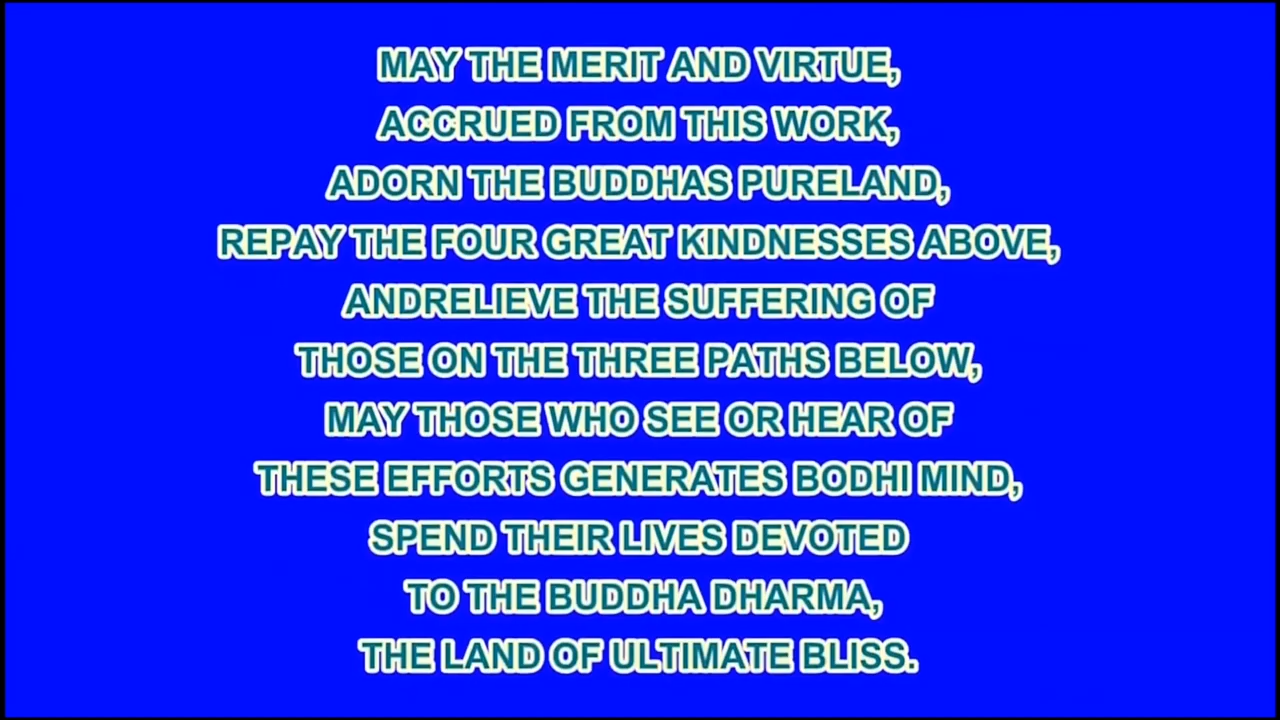 MAY THE MERIT AND VIRTUE,
ACCRUED FROM THIS WORK,
ADORN THE BUDDHAS PURELAND,
REPAY THE FOUR GREAT KINDNESSES ABOVE,
ANDRELIEVE THE SUFFERING OF
THOSE ON THE THREE PATHS BELOW,
MAY THOSE WHO SEE OR HEAR OF
THESE EFFORTS GENERATES BODHI MIND,
SPEND THEIR LIVES DEVOTED
TO THE BUDDHA DHARMA,
THE LAND OF ULTIMATE BLISS.